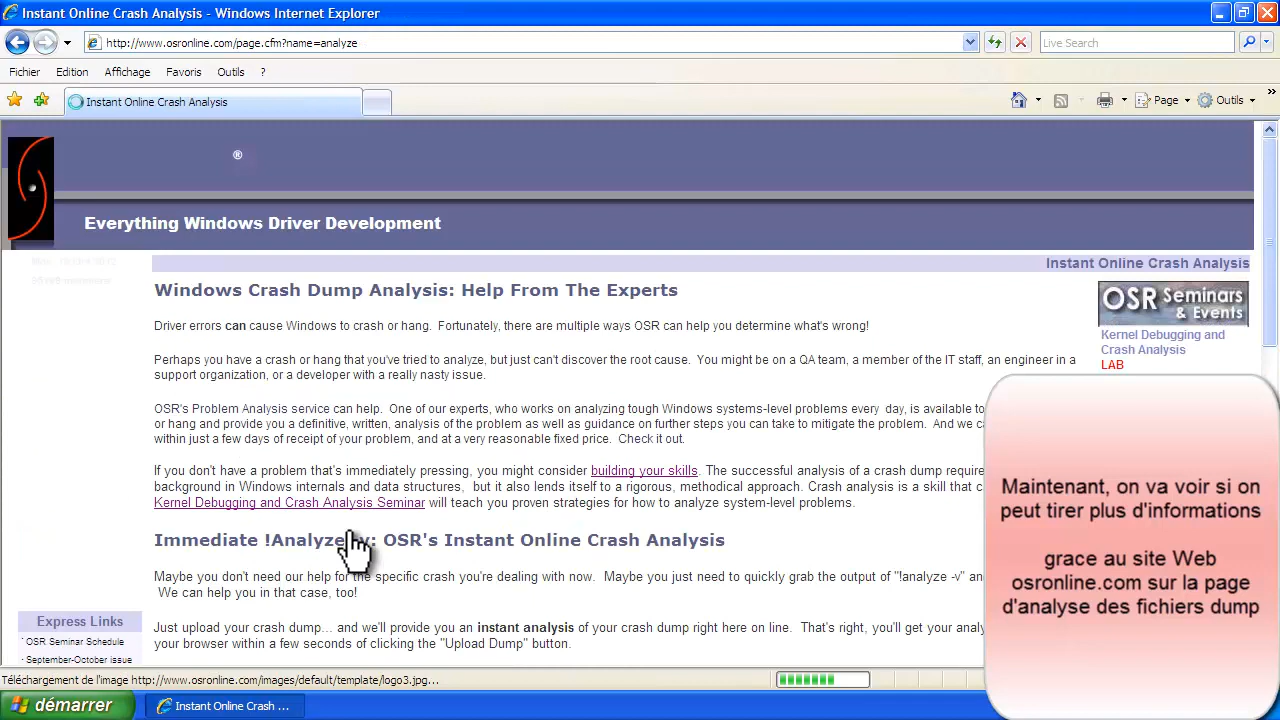 Instant Online Crash Analysis - Windows Internet Explorer
http://www.osronline.com/page.cfm?name=analyze
Live Search
Fichier Edition Affichage Favoris Outils ?
Instant Online Crash Analysis
Page Outils »
®
Everything Windows Driver Development
Instant Online Crash Analysis
Windows Crash Dump Analysis: Help From The Experts
OSR Seminars & Events
Driver errors can cause Windows to crash or hang. Fortunately, there are multiple ways OSR can help you determine what's wrong!
Kernel Debugging and
Crash Analysis
LAB
Perhaps you have a crash or hang that you've tried to analyze, but just can't discover the root cause. You might be on a QA team, a member of the IT staff, an engineer in a
support organization, or a developer with a really nasty issue.
OSR's Problem Analysis service can help. One of our experts, who works on analyzing tough Windows systems-level problems every day, is available to
or hang and provide you a definitive, written, analysis of the problem as well as guidance on further steps you can take to mitigate the problem. And we
within just a few days of receipt of your problem, and at a very reasonable fixed price. Check it out.
If you don't have a problem that's immediately pressing, you might consider building your skills. The successful analysis of a crash dump
background in Windows internals and data structures, but it also lends itself to a rigorous, methodical approach. Crash analysis is a skill that
Kernel Debugging and Crash Analysis Seminar will teach you proven strategies for how to analyze system-level problems.
Immediate !Analyze : OSR's Instant Online Crash Analysis
Maybe you don't need our help for the specific crash you're dealing with now. Maybe you just need to quickly grab the output of "!analyze -v" and
We can help you in that case, too!
Just upload your crash dump... and we'll provide you an instant analysis of your crash dump right here on line. That's right, you'll get your
your browser within a few seconds of clicking the "Upload Dump" button.
Express Links
OSR Seminar Schedule
September-October issue
Maintenant, on va voir si on
peut tirer plus d'informations
grace au site Web
osronline.com sur la page
d'analyse des fichiers dump
Téléchargement de l'image http://www.osronline.com/images/default/template/logo3.jpg...
démarrer
Instant Online Crash ...